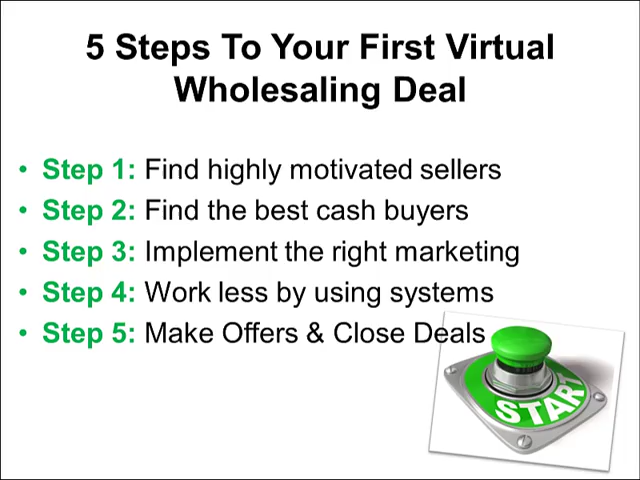 5 Steps To Your First Virtual
Wholesaling Deal
• Step 1: Find highly motivated sellers
• Step 2: Find the best cash buyers
• Step 3: Implement the right marketing
• Step 4: Work less by using systems
• Step 5: Make Offers & Close Deals
START